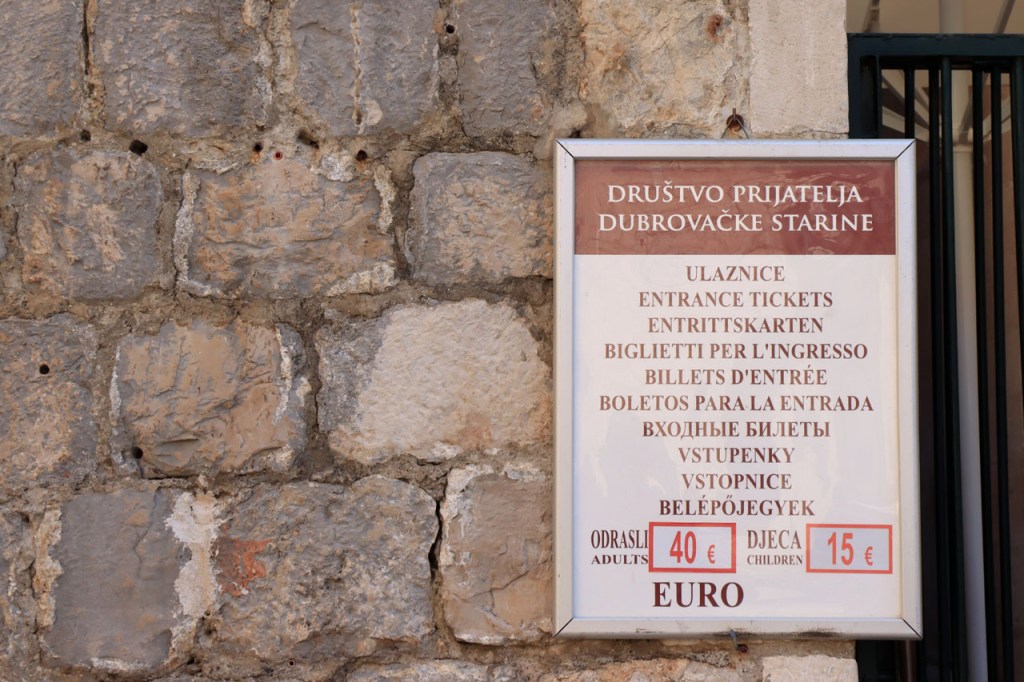 DRUŠTVO PRIJATELJA
DUBROVAČKE STARINE
ULAZNICE
ENTRANCE TICKETS
ENTRITTSKARTEN
BIGLIETTI PER L'INGRESSO
BILLETS D'ENTRÉE
BOLETOS PARA LA ENTRADA
ВХОДНЫЕ БИЛЕТЫ
VSTUPENKY
VSTOPNICE
BELÉPŐJEGYEK
ODRASLI 40 € DJECA 15 €
ADULTS CHILDREN
EURO